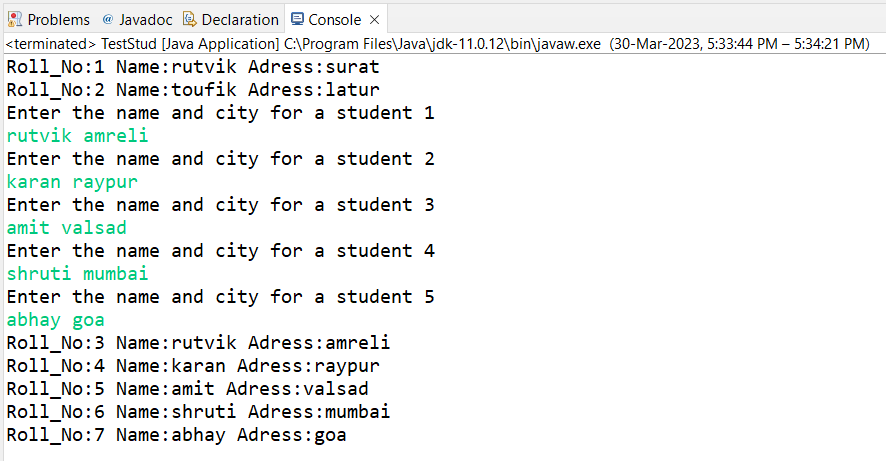 Problems @ Javadoc Declaration Console
<terminated> TestStud [Java Application] C:\Program Files\Java\jdk-11.0.12\bin\javaw.exe (30-Mar-2023, 5:33:44 PM – 5:34:21 PM)
Roll_No:1 Name:rutvik Adress:surat
Roll_No:2 Name:toufik Adress:latur
Enter the name and city for a student 1
rutvik amreli
Enter the name and city for a student 2
karan raypur
Enter the name and city for a student 3
amit valsad
Enter the name and city for a student 4
shruti mumbai
Enter the name and city for a student 5
abhay goa
Roll_No:3 Name:rutvik Adress:amreli
Roll_No:4 Name:karan Adress:raypur
Roll_No:5 Name:amit Adress:valsad
Roll_No:6 Name:shruti Adress:mumbai
Roll_No:7 Name:abhay Adress:goa